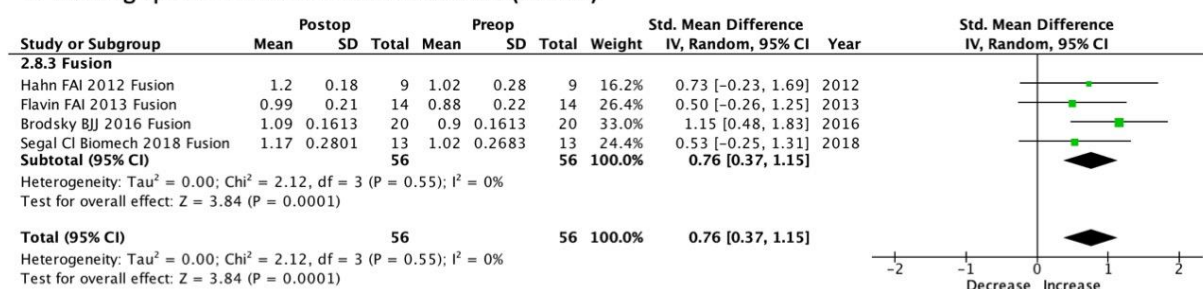 Postop Preop Std. Mean Difference Std. Mean Difference
Study or Subgroup Mean SD Total Mean SD Total Weight IV, Random, 95% CI Year IV, Random, 95% CI
2.8.3 Fusion
Hahn FAI 2012 Fusion 1.2 0.18 9 1.02 0.28 9 16.2% 0.73 [-0.23, 1.69] 2012
Flavin FAI 2013 Fusion 0.99 0.21 14 0.88 0.22 14 26.4% 0.50 [-0.26, 1.25] 2013
Brodsky BJJ 2016 Fusion 1.09 0.1613 20 0.9 0.1613 20 33.0% 1.15 [0.48, 1.83] 2016
Segal CI Biomech 2018 Fusion 1.17 0.2801 13 1.02 0.2683 13 24.4% 0.53 [-0.25, 1.31] 2018
Subtotal (95% CI) 56 56 100.0% 0.76 [0.37, 1.15]
Heterogeneity: Tau² = 0.00; Chi² = 2.12, df = 3 (P = 0.55); I² = 0%
Test for overall effect: Z = 3.84 (P = 0.0001)
Total (95% CI) 56 56 100.0% 0.76 [0.37, 1.15]
Heterogeneity: Tau² = 0.00; Chi² = 2.12, df = 3 (P = 0.55); I² = 0%
Test for overall effect: Z = 3.84 (P = 0.0001)
-2 -1 0 1 2
Decrease Increase